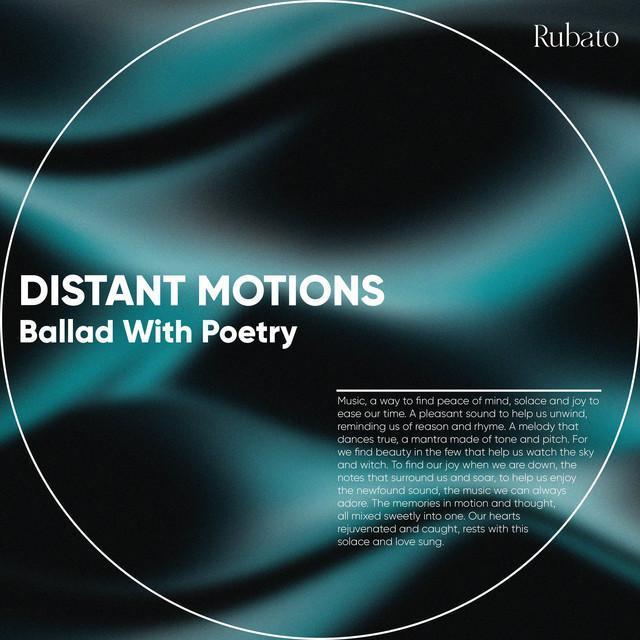 Rubato
DISTANT MOTIONS
Ballad With Poetry
Music, a way to find peace of mind, solace and joy to
ease our time. A pleasant sound to help us unwind,
reminding us of reason and rhyme. A melody that
dances true, a mantra made of tone and pitch. For
we find beauty in the few that help us watch the sky
and witch. To find our joy when we are down, the
notes that surround us and soar, to help us enjoy
the newfound sound, the music we can always
adore. The memories in motion and thought,
all mixed sweetly into one. Our hearts
rejuvenated and caught, rests with this
solace and love sung.